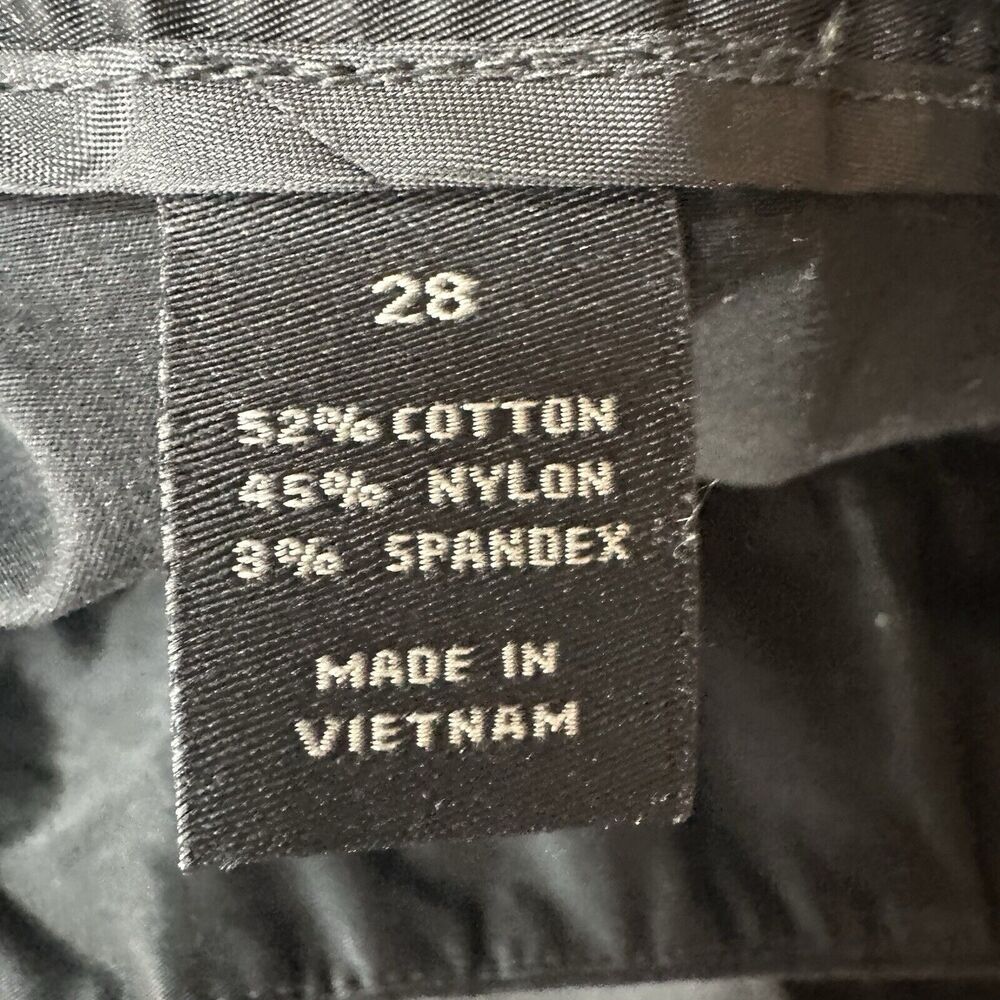 28
52% COTTON
45% NYLON
3% SPANDEX
MADE IN
VIETNAM